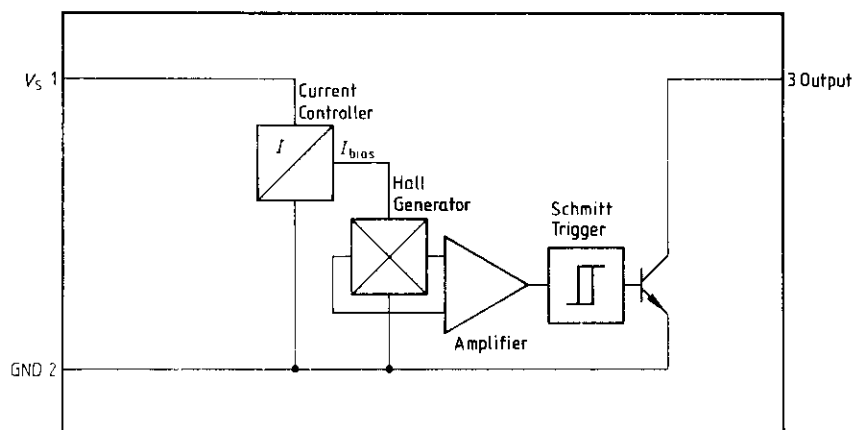 V_S 1
Current
Controller
I
I_bias
Hall
Generator
Schmitt
Trigger
3 Output
Amplifier
GND 2